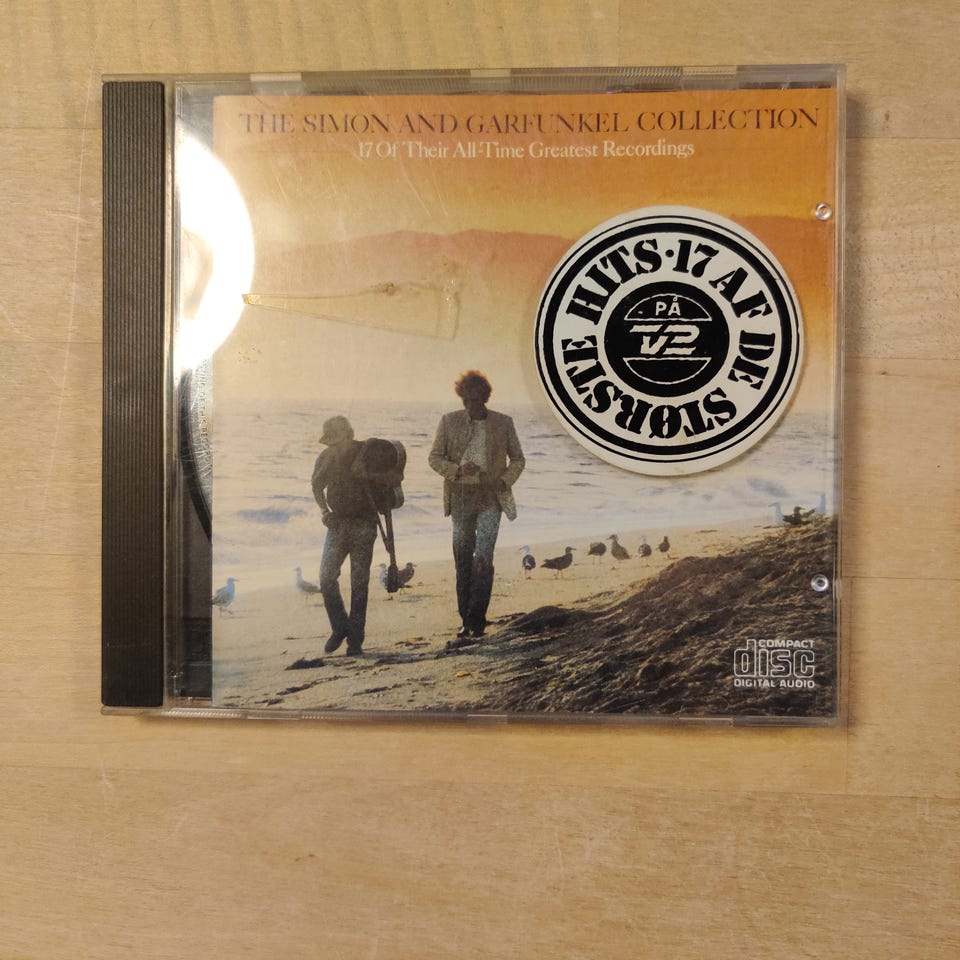 THE SIMON AND GARFUNKEL COLLECTION
17 Of Their All-Time Greatest Recordings
17 AF DE STØRSTE HITS·
PÅ
TV2
COMPACT
disc
DIGITAL AUDIO